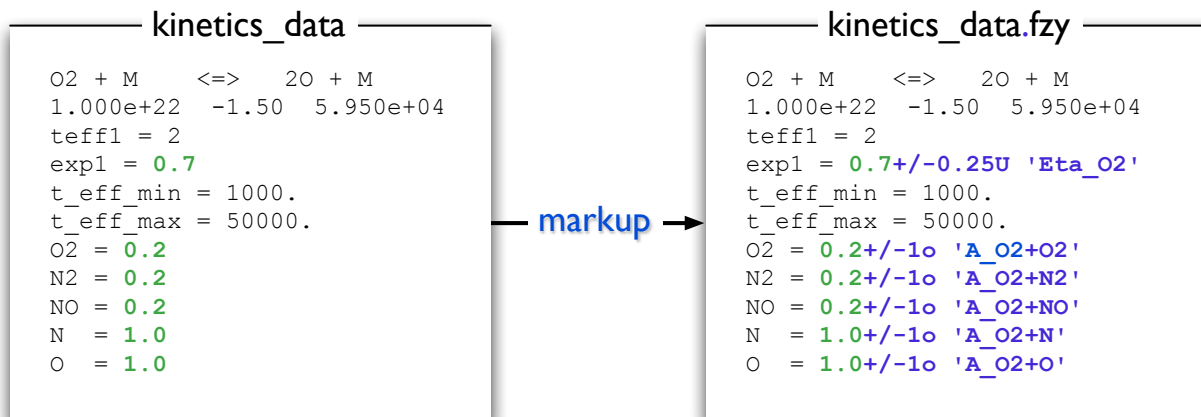 kinetics_data
O2 + M <=> 2O + M
1.000e+22 -1.50 5.950e+04
teff1 = 2
exp1 = 0.7
t_eff_min = 1000.
t_eff_max = 50000.
O2 = 0.2
N2 = 0.2
NO = 0.2
N = 1.0
O = 1.0
markup
kinetics_data.fzy
O2 + M <=> 2O + M
1.000e+22 -1.50 5.950e+04
teff1 = 2
exp1 = 0.7+/-0.25U 'Eta_O2'
t_eff_min = 1000.
t_eff_max = 50000.
O2 = 0.2+/-1o 'A_O2+O2'
N2 = 0.2+/-1o 'A_O2+N2'
NO = 0.2+/-1o 'A_O2+NO'
N = 1.0+/-1o 'A_O2+N'
O = 1.0+/-1o 'A_O2+O'